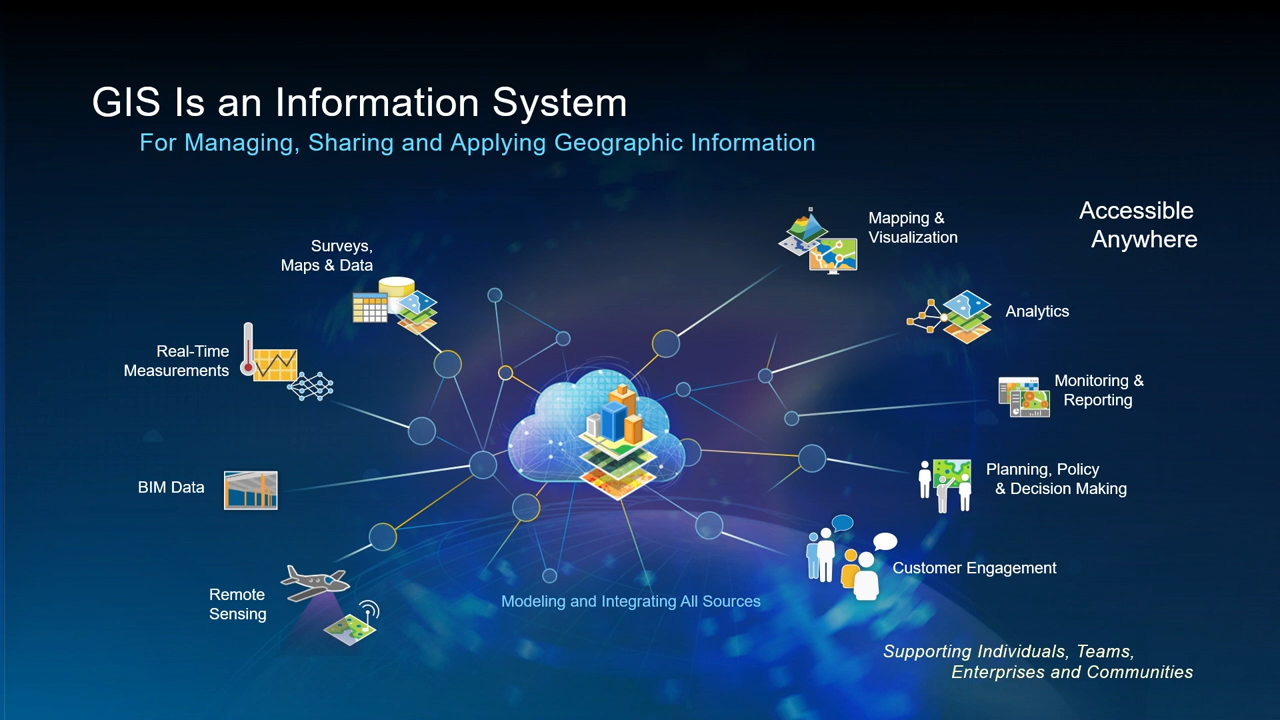 GIS Is an Information System
For Managing, Sharing and Applying Geographic Information
Accessible
Anywhere
Surveys,
Maps & Data
Real-Time
Measurements
BIM Data
Remote
Sensing
Mapping &
Visualization
Analytics
Monitoring &
Reporting
Planning, Policy
& Decision Making
Customer Engagement
Modeling and Integrating All Sources
Supporting Individuals, Teams,
Enterprises and Communities